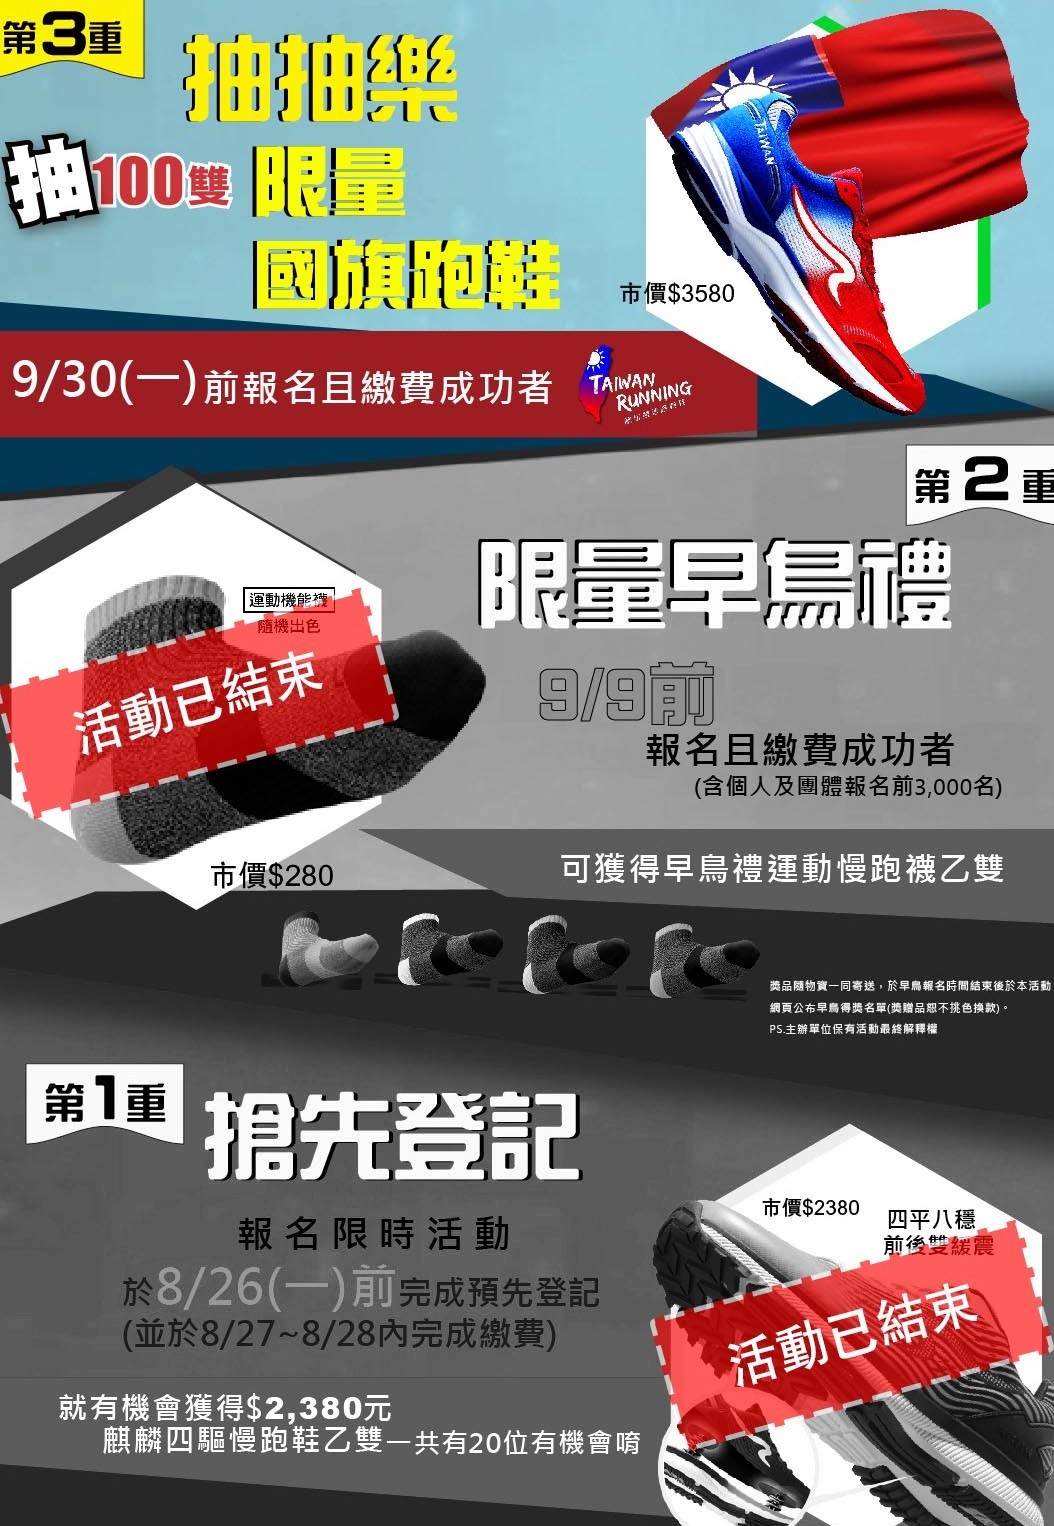 第3重
抽抽樂
抽100雙 限量
國旗跑鞋
TAIWAN
市價$3580
9/30(一)前報名且繳費成功者
TAIWAN
RUNNING
第2重
限量早鳥禮
運動機能襪
隨機出色
活動已結束
9/9前
報名且繳費成功者
(含個人及團體報名前3,000名)
市價$280
可獲得早鳥禮運動慢跑襪乙雙
獎品隨物資一同寄送，於早鳥報名時間結束後於本活動
網頁公布早鳥得獎名單(獎贈品恕不挑色換款)。
PS.主辦單位保有活動最終解釋權
第1重
搶先登記
市價$2380
四平八穩
前後雙緩震
報名限時活動
於8/26(一)前完成預先登記
(並於8/27~8/28內完成繳費)
活動已結束
就有機會獲得$2,380元
麒麟四驅慢跑鞋乙雙一共有20位有機會唷